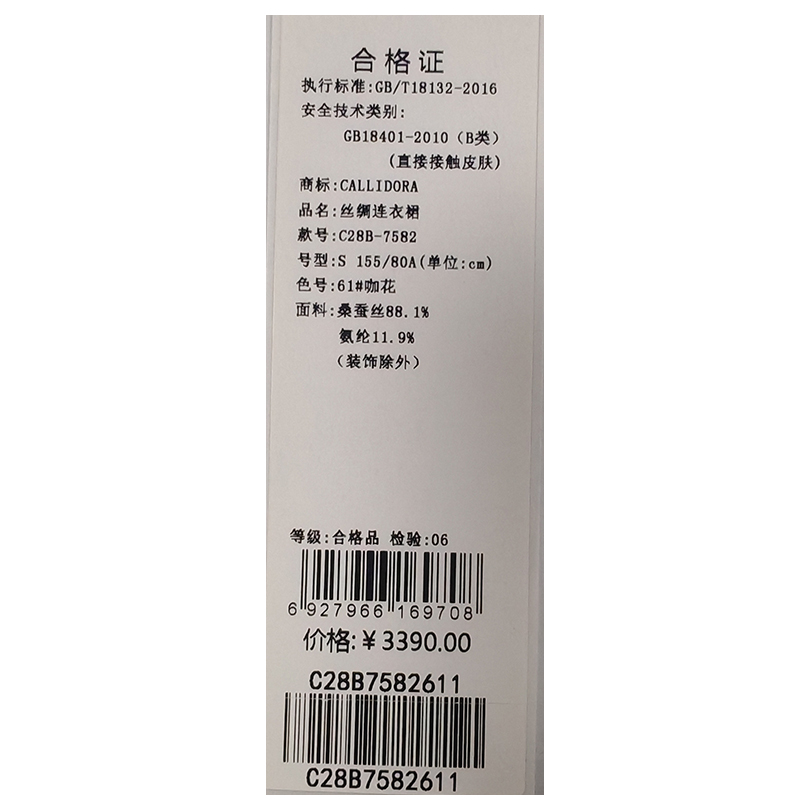 合格证
执行标准:GB/T18132-2016
安全技术类别:
GB18401-2010（B类）
(直接接触皮肤)
商标:CALLIDORA
品名:丝绸连衣裙
款号:C28B-7582
号型:S 155/80A(单位:cm)
色号:61#咖花
面料:桑蚕丝88.1%
氨纶11.9%
（装饰除外）
等级:合格品 检验:06
6 927966 169708
价格:￥3390.00
C28B7582611
C28B7582611